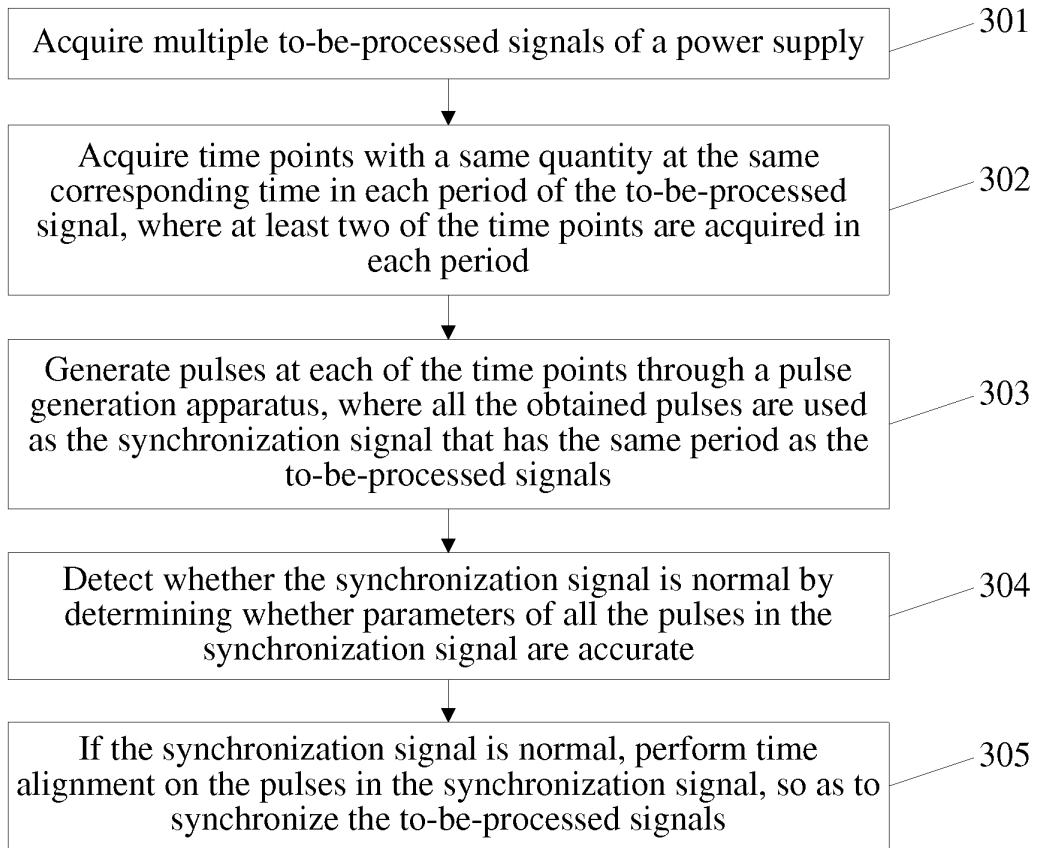 Acquire multiple to-be-processed signals of a power supply
301
Acquire time points with a same quantity at the same
corresponding time in each period of the to-be-processed
signal, where at least two of the time points are acquired in
each period
302
Generate pulses at each of the time points through a pulse
generation apparatus, where all the obtained pulses are used
as the synchronization signal that has the same period as the
to-be-processed signals
303
Detect whether the synchronization signal is normal by
determining whether parameters of all the pulses in the
synchronization signal are accurate
304
If the synchronization signal is normal, perform time
alignment on the pulses in the synchronization signal, so as to
synchronize the to-be-processed signals
305